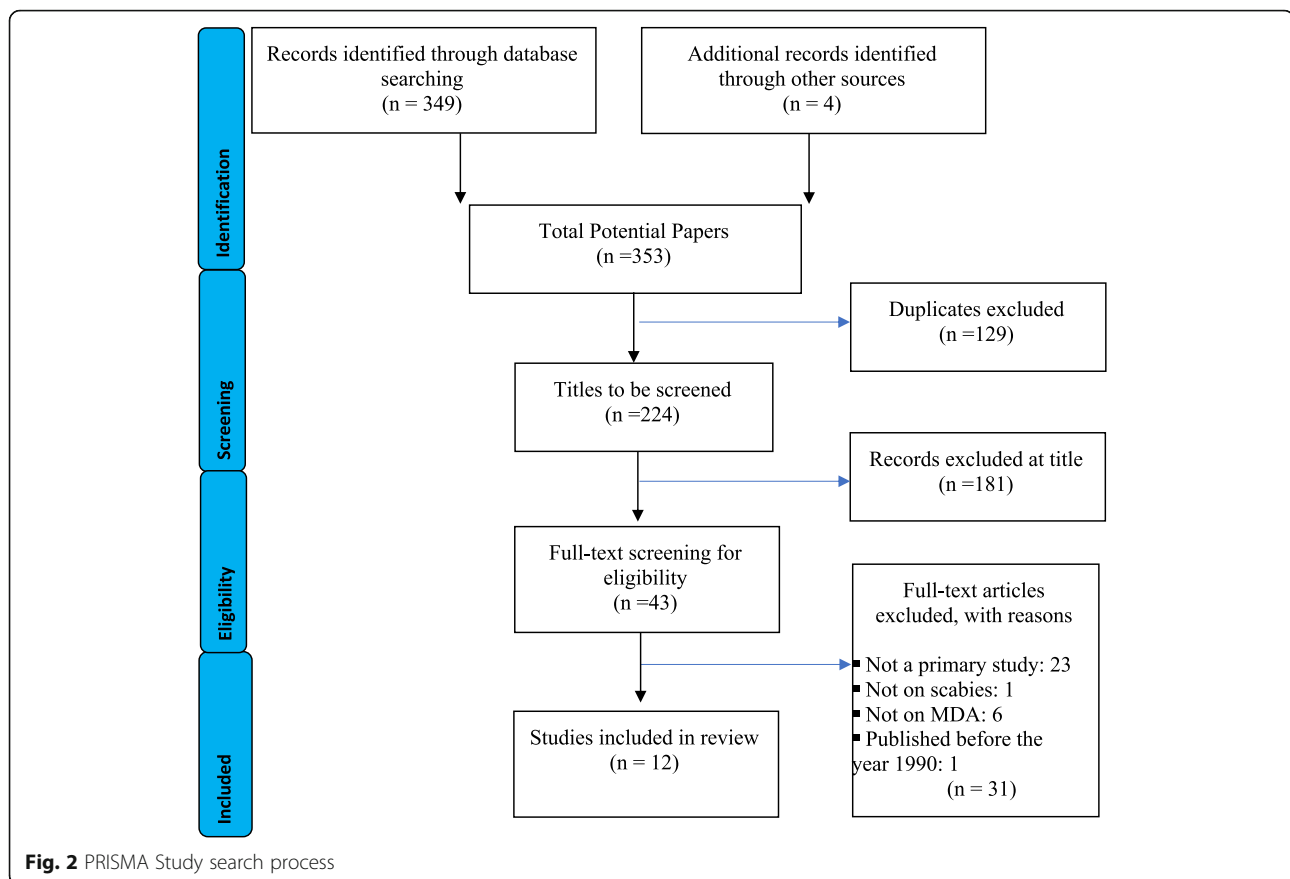 Records identified through database
searching
(n = 349)
Additional records identified
through other sources
(n = 4)
Identification
Total Potential Papers
(n =353)
Duplicates excluded
(n =129)
Screening
Titles to be screened
(n =224)
Records excluded at title
(n =181)
Eligibility
Full-text screening for
eligibility
(n =43)
Full-text articles
excluded, with reasons
▪ Not a primary study: 23
▪ Not on scabies: 1
▪ Not on MDA: 6
▪ Published before the
year 1990: 1
(n = 31)
Included
Studies included in review
(n = 12)
Fig. 2 PRISMA Study search process